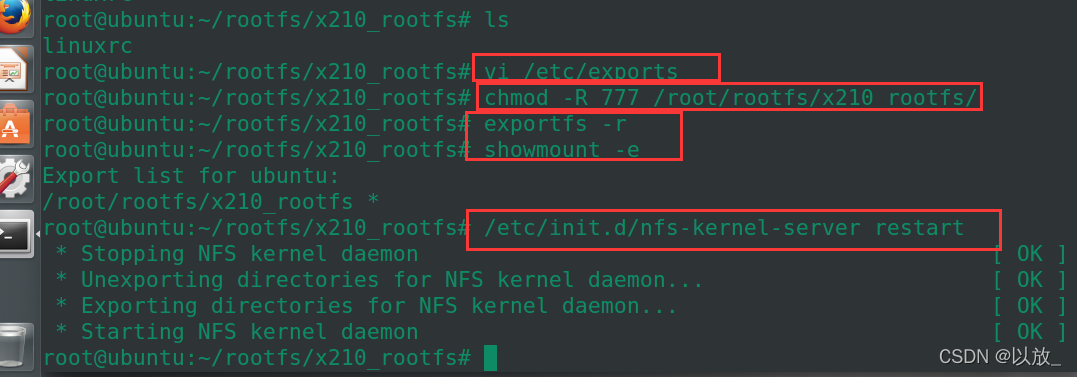 root@ubuntu:~/rootfs/x210_rootfs# ls
linuxrc
root@ubuntu:~/rootfs/x210_rootfs# vi /etc/exports
root@ubuntu:~/rootfs/x210_rootfs# chmod -R 777 /root/rootfs/x210_rootfs/
root@ubuntu:~/rootfs/x210_rootfs# exportfs -r
root@ubuntu:~/rootfs/x210_rootfs# showmount -e
Export list for ubuntu:
/root/rootfs/x210_rootfs *
root@ubuntu:~/rootfs/x210_rootfs# /etc/init.d/nfs-kernel-server restart
 * Stopping NFS kernel daemon [ OK ]
 * Unexporting directories for NFS kernel daemon... [ OK ]
 * Exporting directories for NFS kernel daemon... [ OK ]
 * Starting NFS kernel daemon [ OK ]
root@ubuntu:~/rootfs/x210_rootfs#
CSDN @以放_